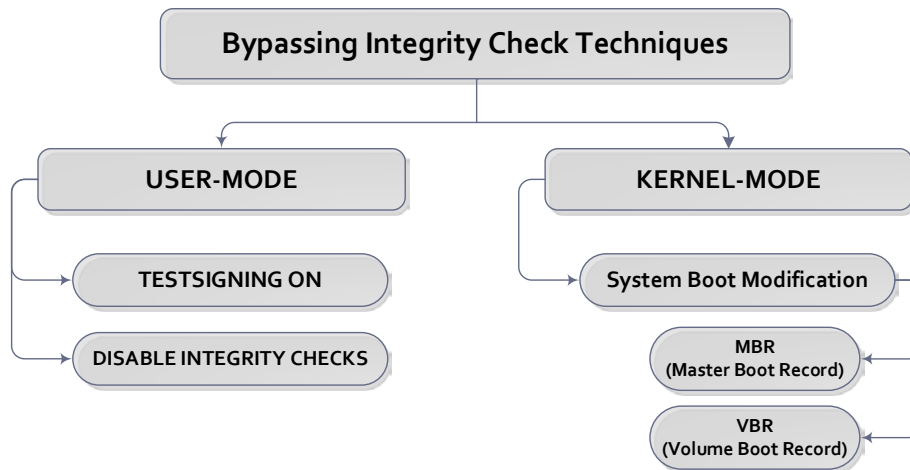 Bypassing Integrity Check Techniques
USER-MODE
TESTSIGNING ON
DISABLE INTEGRITY CHECKS
KERNEL-MODE
System Boot Modification
MBR
(Master Boot Record)
VBR
(Volume Boot Record)